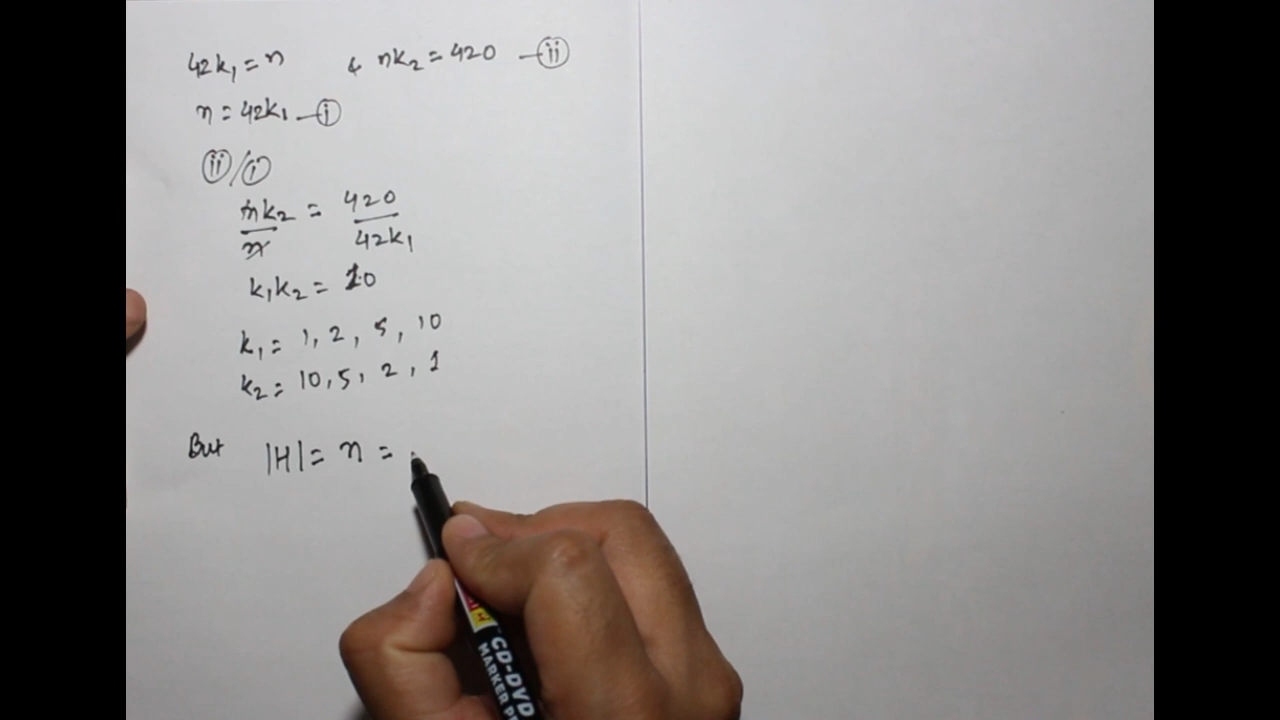 42k₁ = n & nk₂ = 420 —(ii)
n = 42k₁ —(i)
(ii)/(i)
nk₂/n = 420/42k₁
k₁k₂ = 10
k₁ = 1, 2, 5, 10
k₂ = 10, 5, 2, 1
But |H| = n =
CD-DVD
MARKER